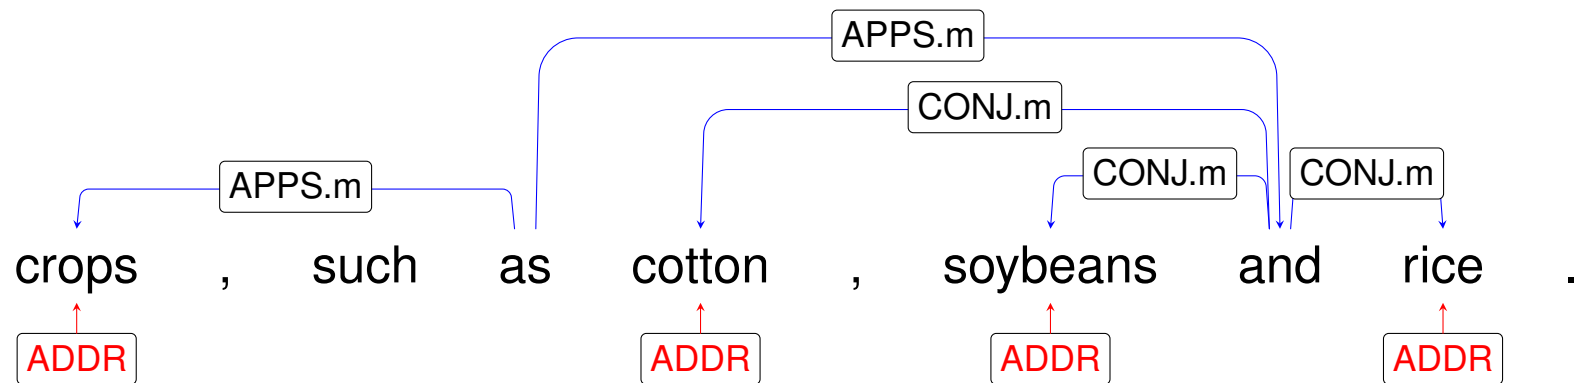 APPS.m
CONJ.m
APPS.m CONJ.m CONJ.m
crops , such as cotton , soybeans and rice .
ADDR ADDR ADDR ADDR